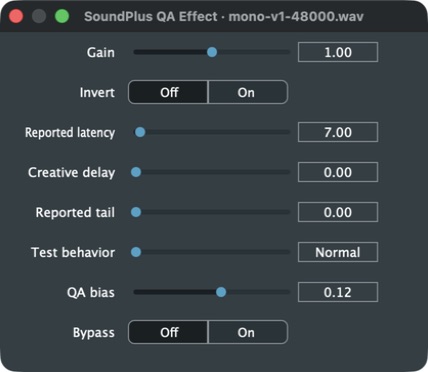 SoundPlus QA Effect · mono-v1-48000.wav
Gain 1.00
Invert Off On
Reported latency 7.00
Creative delay 0.00
Reported tail 0.00
Test behavior Normal
QA bias 0.12
Bypass Off On